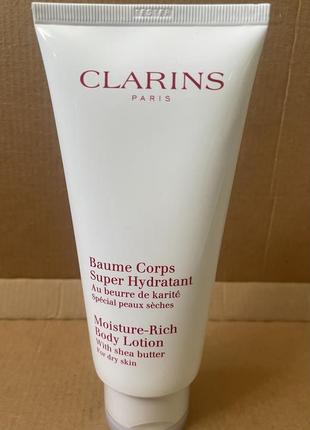 TESTER
CLARINS
PARIS
Baume Corps
Super Hydratant
Au beurre de karité
Spécial peaux sèches
Moisture-Rich
Body Lotion
With shea butter
For dry skin